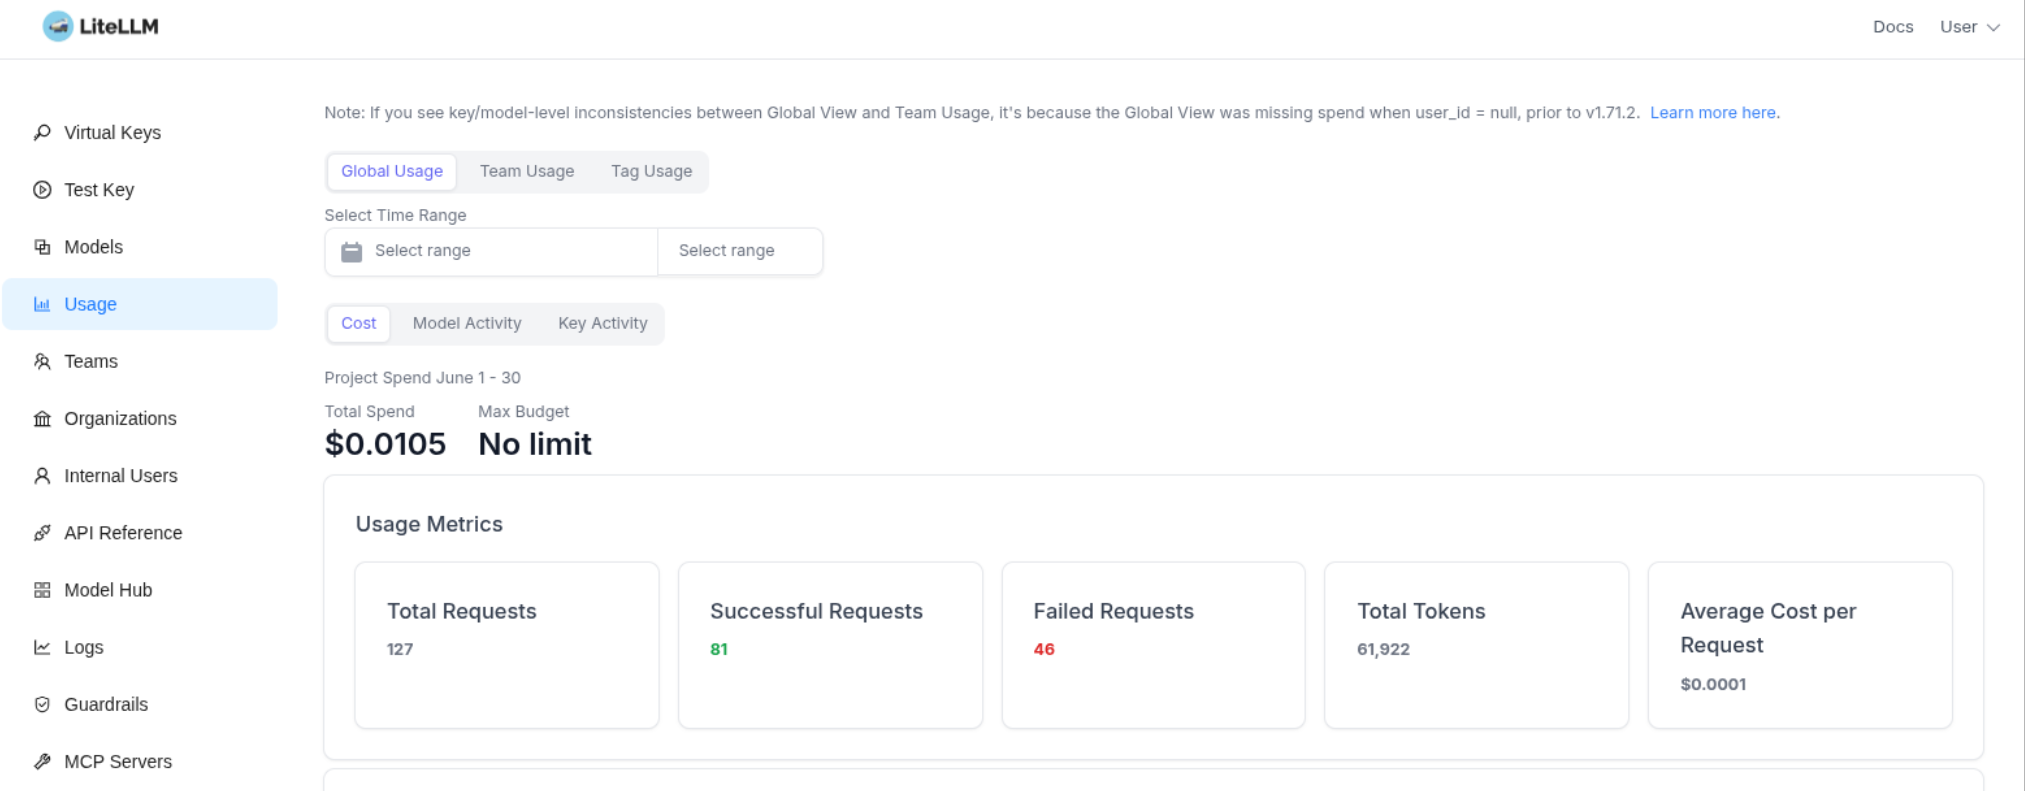 LiteLLM
Docs
User
Virtual Keys
Test Key
Models
Usage
Teams
Organizations
Internal Users
API Reference
Model Hub
Logs
Guardrails
MCP Servers
Note: If you see key/model-level inconsistencies between Global View and Team Usage, it's because the Global View was missing spend when user_id = null, prior to v1.71.2. Learn more here.
Global Usage
Team Usage
Tag Usage
Select Time Range
Select range
Select range
Cost
Model Activity
Key Activity
Project Spend June 1 - 30
Total Spend
$0.0105
Max Budget
No limit
Usage Metrics
Total Requests
127
Successful Requests
81
Failed Requests
46
Total Tokens
61,922
Average Cost per
Request
$0.0001